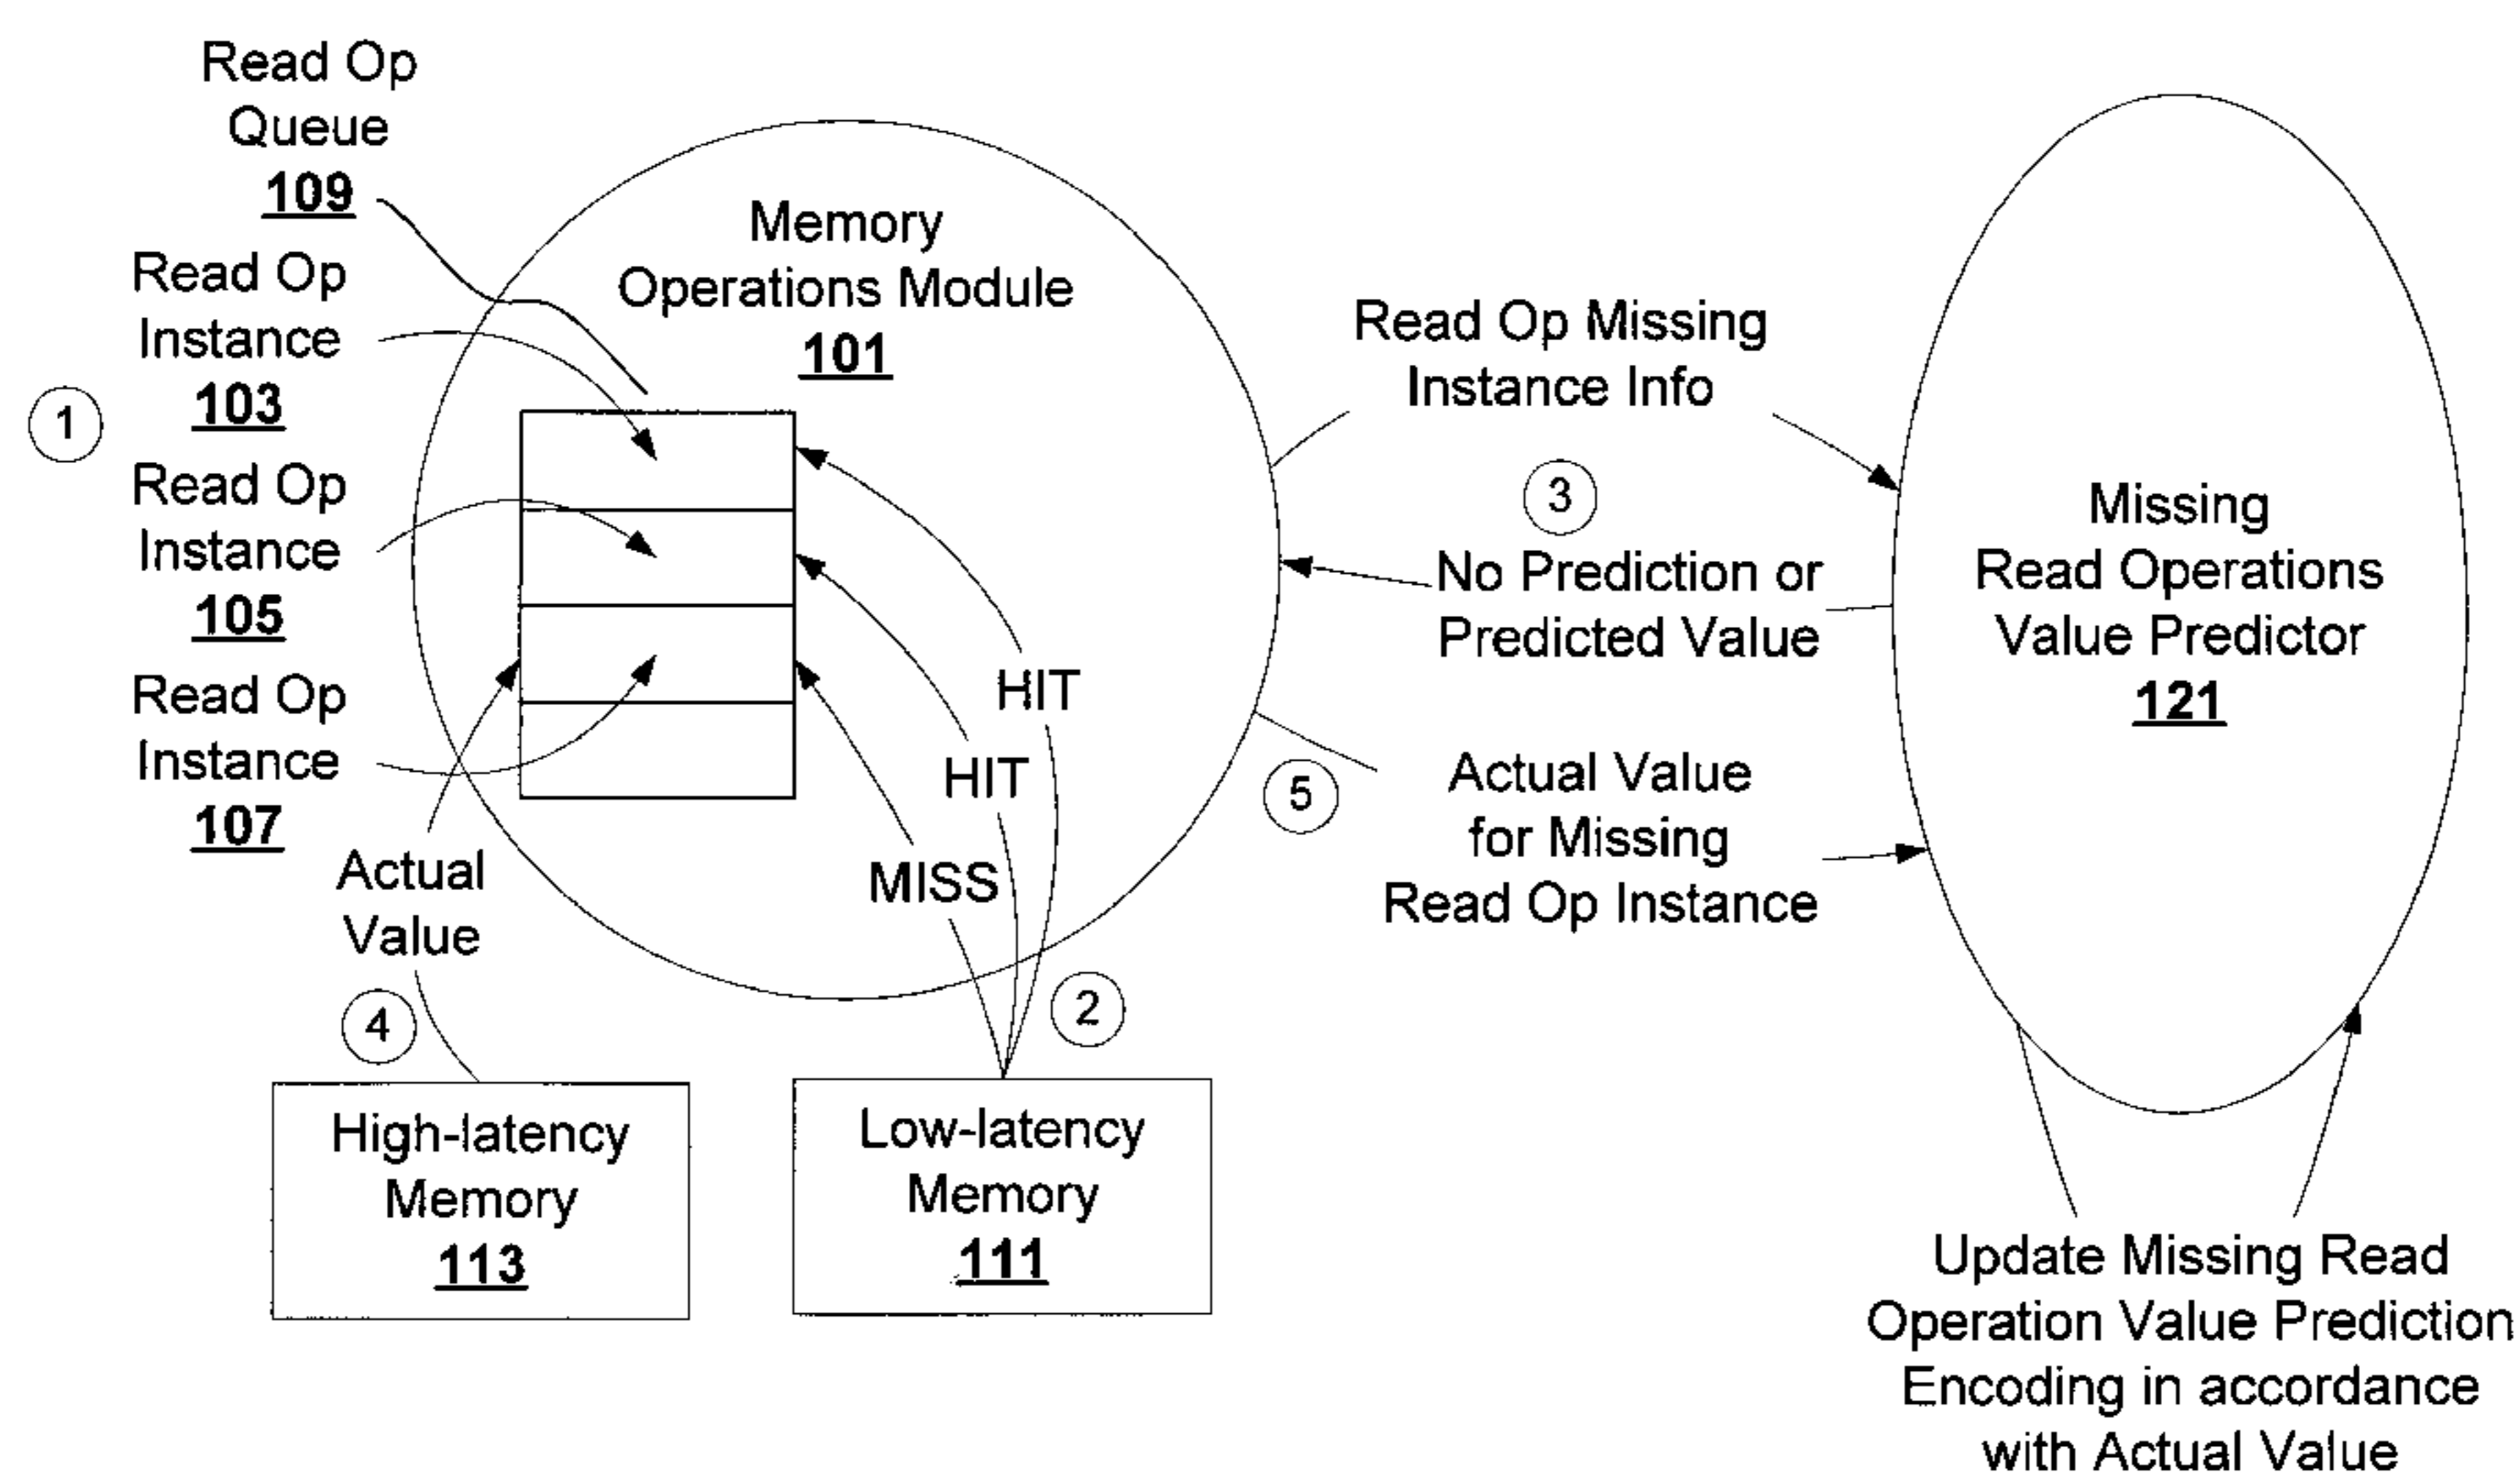 Read Op
Queue
109
Read Op
Instance
103
1
Read Op
Instance
105
Read Op
Instance
107
Memory
Operations Module
101
HIT
HIT
MISS
Actual
Value
4
2
High-latency
Memory
113
Low-latency
Memory
111
Read Op Missing
Instance Info
3
No Prediction or
Predicted Value
5
Actual Value
for Missing
Read Op Instance
Missing
Read Operations
Value Predictor
121
Update Missing Read
Operation Value Prediction
Encoding in accordance
with Actual Value